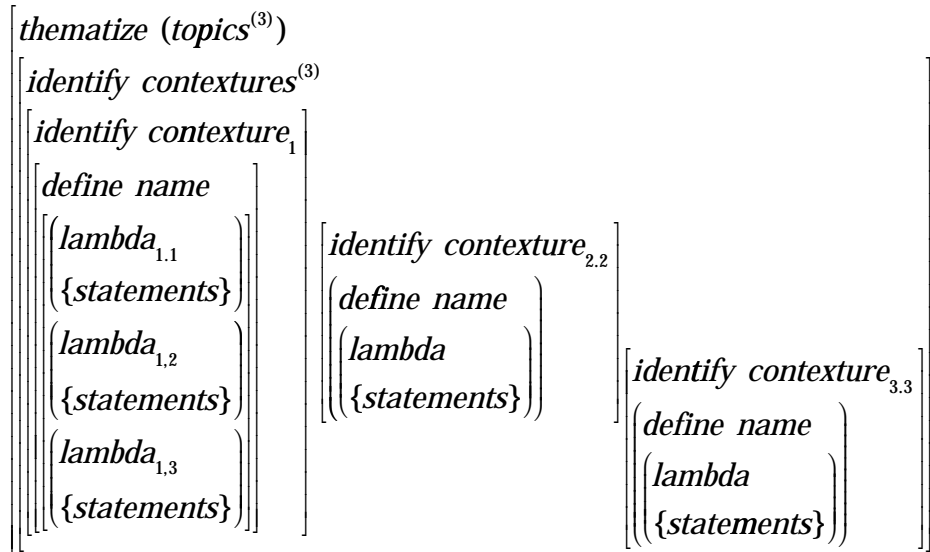 thematize (topics⁽³⁾)
identify contextures⁽³⁾
identify contexture₁
define name
lambda₁.₁
{statements}
lambda₁,₂
{statements}
lambda₁,₃
{statements}
identify contexture₂.₂
define name
lambda
{statements}
identify contexture₃.₃
define name
lambda
{statements}